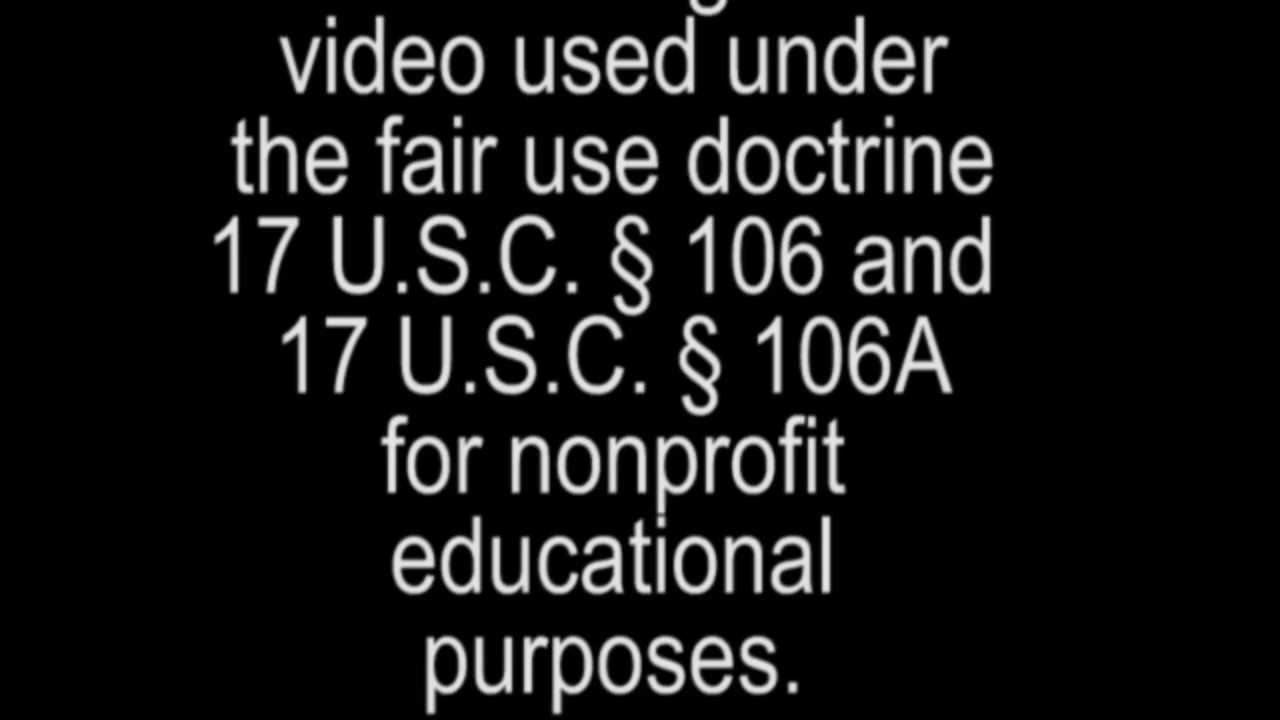 video used under
the fair use doctrine
17 U.S.C. § 106 and
17 U.S.C. § 106A
for nonprofit
educational
purposes.